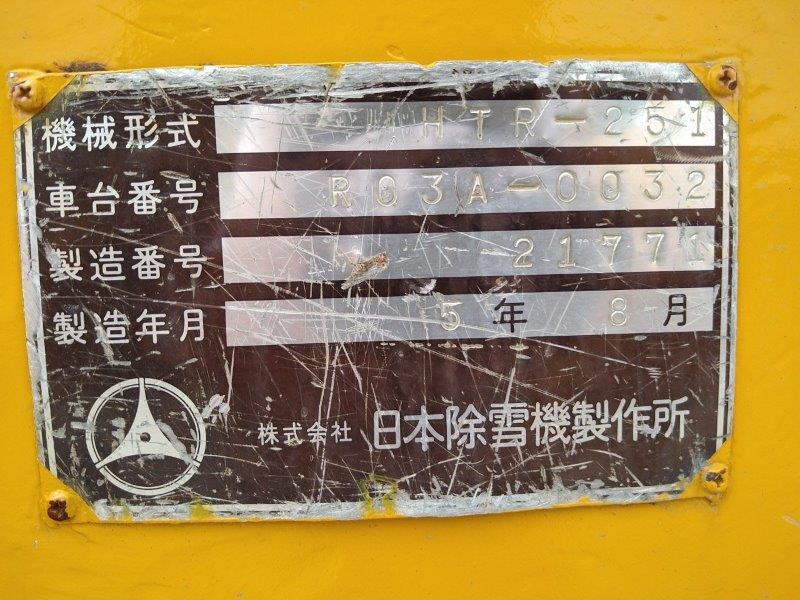 機械形式 HTR-251
車台番号 R03A-0032
製造番号 21771
製造年月 5年 8月
株式会社 日本除雪機製作所